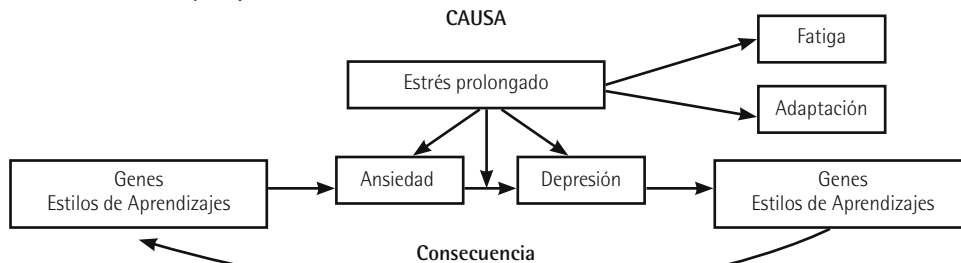 CAUSA
Fatiga
Estrés prolongado
Adaptación
Genes
Estilos de Aprendizajes
Ansiedad
Depresión
Genes
Estilos de Aprendizajes
Consecuencia